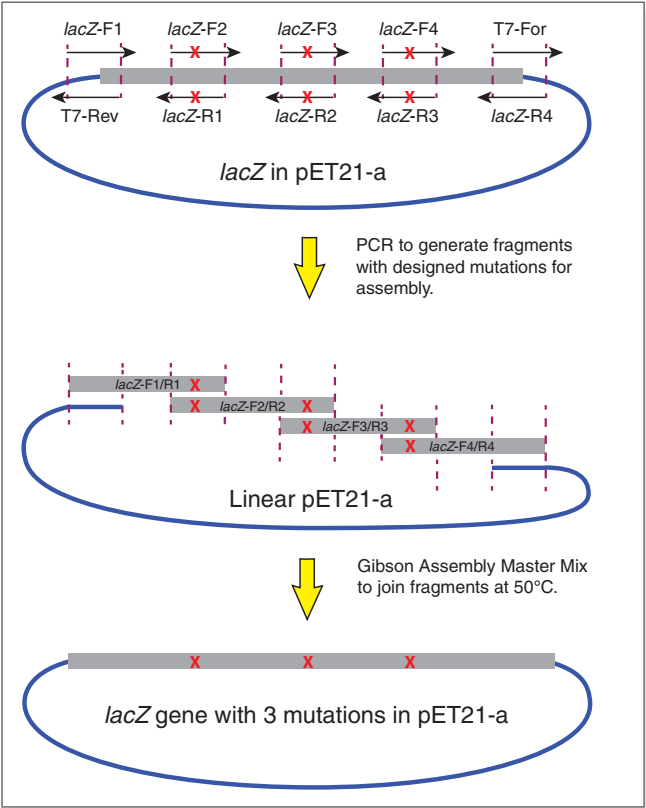 lacZ-F1 lacZ-F2 lacZ-F3 lacZ-F4 T7-For
X X X
X X X
T7-Rev lacZ-R1 lacZ-R2 lacZ-R3 lacZ-R4
lacZ in pET21-a
PCR to generate fragments
with designed mutations for
assembly.
lacZ-F1/R1 X
X lacZ-F2/R2 X
X lacZ-F3/R3 X
X lacZ-F4/R4
Linear pET21-a
Gibson Assembly Master Mix
to join fragments at 50°C.
X X X
lacZ gene with 3 mutations in pET21-a